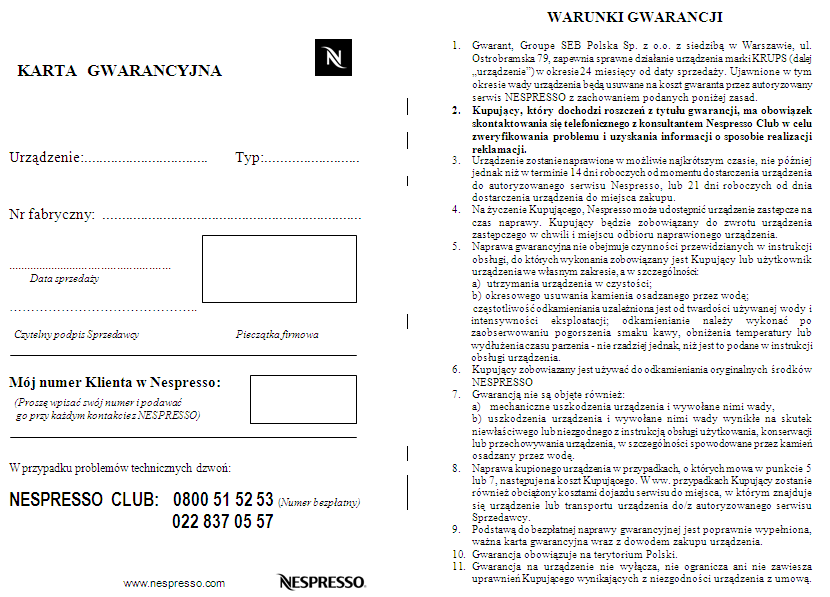 KARTA GWARANCYJNA
N
Urządzenie:................................. Typ:.........................
Nr fabryczny: ..............................................................
................................................
Data sprzedaży
.......................................
Czytelny podpis Sprzedawcy Pieczątka firmowa
Mój numer Klienta w Nespresso:
(Proszę wpisać swój numer i podawać
go przy każdym kontakcie z NESPRESSO)
W przypadku problemów technicznych dzwoń:
NESPRESSO CLUB: 0800 51 52 53 (Numer bezpłatny)
022 837 05 57
www.nespresso.com NESPRESSO.
WARUNKI GWARANCJI
1. Gwarant, Groupe SEB Polska Sp. z o.o. z siedzibą w Warszawie, ul.
Ostrobramska 79, zapewnia sprawne działanie urządzenia marki KRUPS (dalej
„urządzenie”) w okresie 24 miesięcy od daty sprzedaży. Ujawnione w tym
okresie wady urządzenia będą usuwane na koszt gwaranta przez autoryzowany
serwis NESPRESSO z zachowaniem podanych poniżej zasad.
2. Kupujący, który dochodzi roszczeń z tytułu gwarancji, ma obowiązek
skontaktowania się telefonicznego z konsultantem Nespresso Club w celu
zweryfikowania problemu i uzyskania informacji o sposobie realizacji
reklamacji.
3. Urządzenie zostanie naprawione w możliwie najkrótszym czasie, nie później
jednak niż w terminie 14 dni roboczych od momentu dostarczenia urządzenia
do autoryzowanego serwisu Nespresso, lub 21 dni roboczych od dnia
dostarczenia urządzenia do miejsca zakupu.
4. Na życzenie Kupującego, Nespresso może udostępnić urządzenie zastępcze na
czas naprawy. Kupujący będzie zobowiązany do zwrotu urządzenia
zastępczego w chwili i miejscu odbioru naprawionego urządzenia.
5. Naprawa gwarancyjna nie obejmuje czynności przewidzianych w instrukcji
obsługi, do których wykonania zobowiązany jest Kupujący lub użytkownik
urządzenia we własnym zakresie, a w szczególności:
a) utrzymania urządzenia w czystości;
b) okresowego usuwania kamienia osadzanego przez wodę;
częstotliwość odkamieniania uzależniona jest od twardości używanej wody i
intensywności eksploatacji; odkamienianie należy wykonać po
zaobserwowaniu pogorszenia smaku kawy, obniżenia temperatury lub
wydłużenia czasu parzenia - nie rzadziej jednak, niż jest to podane w instrukcji
obsługi urządzenia.
6. Kupujący zobowiązany jest używać do odkamieniania oryginalnych środków
NESPRESSO
7. Gwarancją nie są objęte również:
a) mechaniczne uszkodzenia urządzenia i wywołane nimi wady,
b) uszkodzenia urządzenia i wywołane nimi wady wynikłe na skutek
niewłaściwego lub niezgodnego z instrukcją obsługi użytkowania, konserwacji
lub przechowywania urządzenia, w szczególności spowodowane przez kamień
osadzany przez wodę.
8. Naprawa kupionego urządzenia w przypadkach, o których mowa w punkcie 5
lub 7, następuje na koszt Kupującego. W ww. przypadkach Kupujący zostanie
również obciążony kosztami dojazdu serwisu do miejsca, w którym znajduje
się urządzenie lub transportu urządzenia do/z autoryzowanego serwisu
Sprzedawcy.
9. Podstawą do bezpłatnej naprawy gwarancyjnej jest poprawnie wypełniona,
ważna karta gwarancyjna wraz z dowodem zakupu urządzenia.
10. Gwarancja obowiązuje na terytorium Polski.
11. Gwarancja na urządzenie nie wyłącza, nie ogranicza ani nie zawiesza
uprawnień Kupującego wynikających z niezgodności urządzenia z umową.